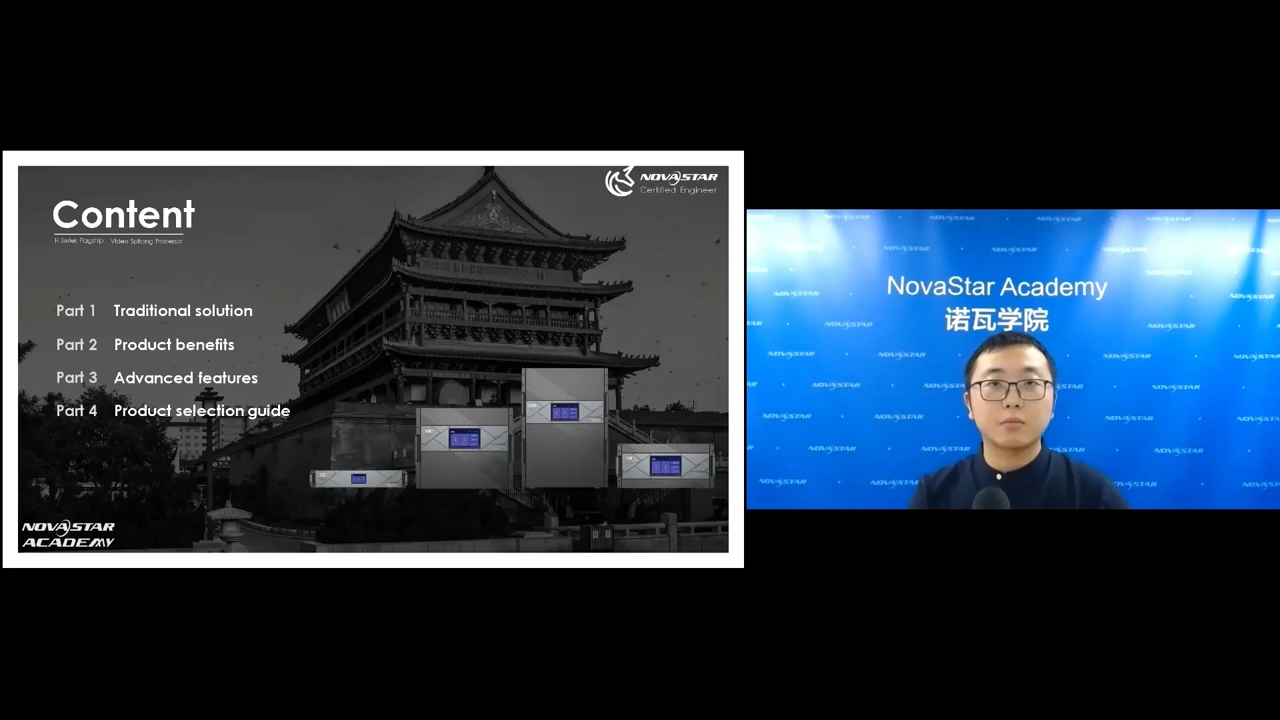 Content
H Series Flagship Video Splicing Processor
Part 1 Traditional solution
Part 2 Product benefits
Part 3 Advanced features
Part 4 Product selection guide
NOVASTAR
Certified Engineer
NOVASTAR
ACADEMY
NovaStar Academy
诺瓦学院
NOVASTAR